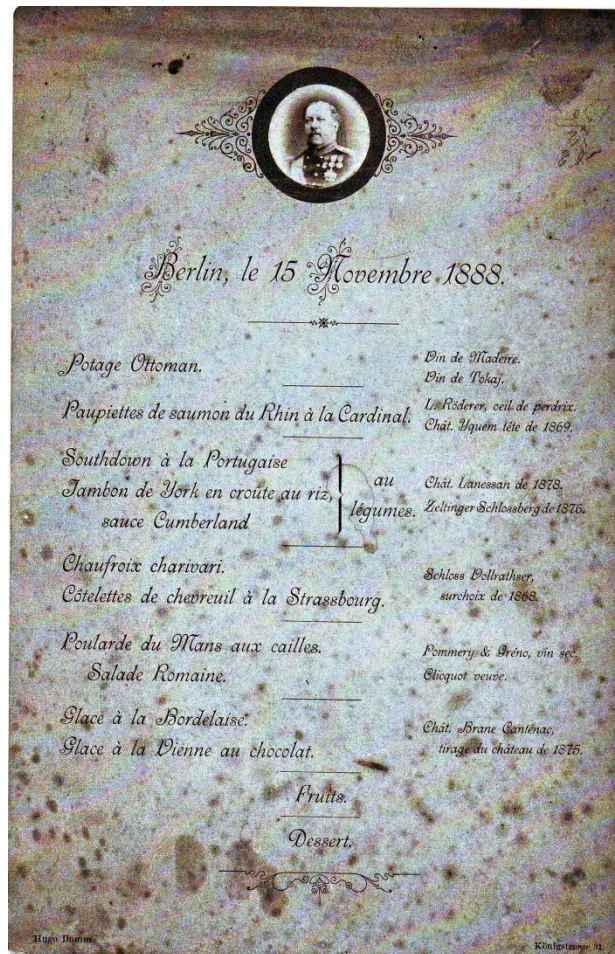 Berlin, le 15 Novembre 1888.
Potage Ottoman.
Vin de Madeire.
Vin de Tokaj.
Paupiettes de saumon du Rhin à la Cardinal.
L. Röderer, oeil de perdrix.
Chât. Yquem tête de 1869.
Southdown à la Portugaise
Jambon de York en croûte au riz,
sauce Cumberland
au
légumes.
Chât. Lanessan de 1878.
Zeltinger Schlossberg de 1876.
Chaufroix charivari.
Côtelettes de chevreuil à la Strassbourg.
Schloss Vollrathser,
surchoix de 1868.
Poularde du Mans aux cailles.
Salade Romaine.
Pommery & Gréno, vin sec.
Clicquot veuve.
Glace à la Bordelaise.
Glace à la Vienne au chocolat.
Chât. Brane Canténac,
tirage du château de 1875.
Fruits.
Dessert.
Hugo Damm
Königstrasse 31.